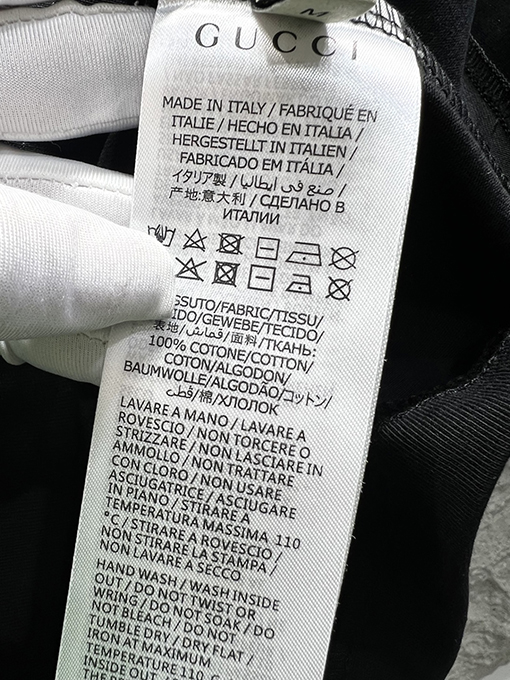 M
GUCCI
MADE IN ITALY / FABRIQUÉ EN
ITALIE / HECHO EN ITALIA /
HERGESTELLT IN ITALIEN /
FABRICADO EM ITÁLIA /
イタリア製 / صنع في ايطاليا /
产地:意大利 / СДЕЛАНО В
ИТАЛИИ
SSUTO/FABRIC/TISSU/
IDO/GEWEBE/TECIDO/
表地/قماش/面料/ТКАНЬ:
100% COTONE/COTTON/
COTON/ALGODON/
BAUMWOLLE/ALGODÃO/コットン/
قطن/棉/ХЛОПОК
LAVARE A MANO / LAVARE A
ROVESCIO / NON TORCERE O
STRIZZARE / NON LASCIARE IN
AMMOLLO / NON TRATTARE
CON CLORO / NON USARE
ASCIUGATRICE / ASCIUGARE
IN PIANO / STIRARE A
TEMPERATURA MASSIMA 110
°C / STIRARE A ROVESCIO /
NON STIRARE LA STAMPA /
NON LAVARE A SECCO
HAND WASH / WASH INSIDE
OUT / DO NOT TWIST OR
WRING / DO NOT SOAK / DO
NOT BLEACH / DO NOT
TUMBLE DRY / DRY FLAT /
IRON AT MAXIMUM
TEMPERATURE 110 °C
INSIDE OUT
THE